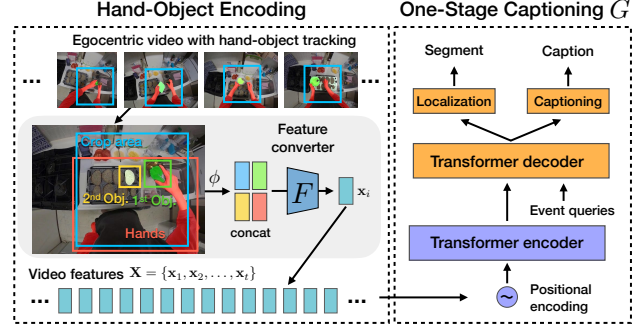 Hand-Object Encoding
Egocentric video with hand-object tracking
...
...
Crop area
2nd Obj.
1st Obj.
Hands
ϕ
concat
Feature
converter
F
x_i
Video features X = {x_1, x_2, . . . , x_t}
...
...
One-Stage Captioning G
Segment
Caption
Localization
Captioning
Transformer decoder
Event queries
Transformer encoder
~
Positional
encoding